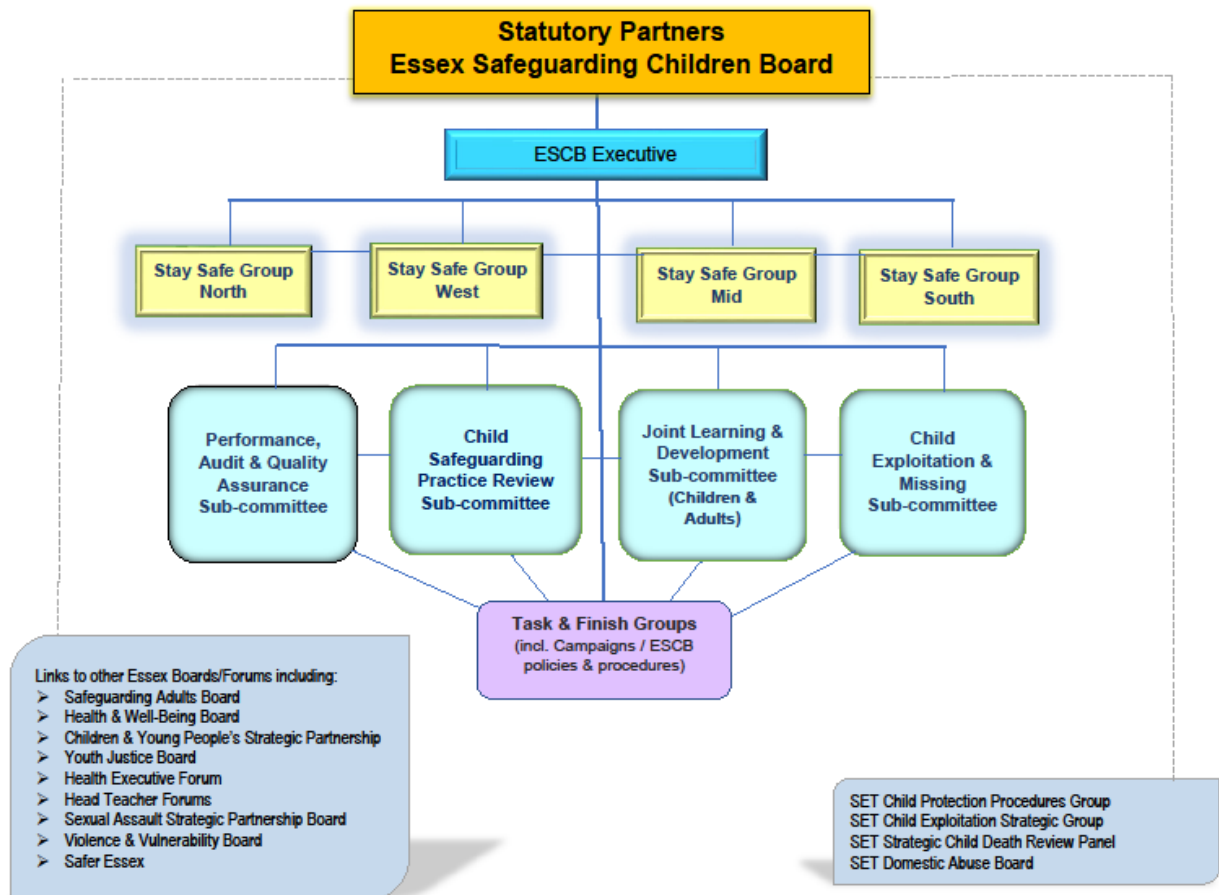 Statutory Partners
Essex Safeguarding Children Board
ESCB Executive
Stay Safe Group
North
Stay Safe Group
West
Stay Safe Group
Mid
Stay Safe Group
South
Performance,
Audit & Quality
Assurance
Sub-committee
Child
Safeguarding
Practice Review
Sub-committee
Joint Learning &
Development
Sub-committee
(Children &
Adults)
Child
Exploitation &
Missing
Sub-committee
Task & Finish Groups
(incl. Campaigns / ESCB
policies & procedures)
Links to other Essex Boards/Forums including:
➢ Safeguarding Adults Board
➢ Health & Well-Being Board
➢ Children & Young People's Strategic Partnership
➢ Youth Justice Board
➢ Health Executive Forum
➢ Head Teacher Forums
➢ Sexual Assault Strategic Partnership Board
➢ Violence & Vulnerability Board
➢ Safer Essex
SET Child Protection Procedures Group
SET Child Exploitation Strategic Group
SET Strategic Child Death Review Panel
SET Domestic Abuse Board